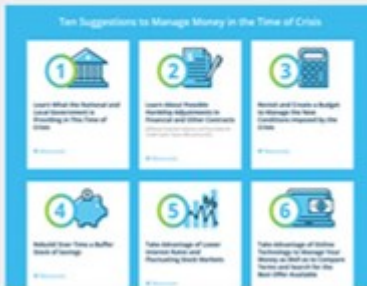 Ten Suggestions to Manage Money in the Time of Crisis
1
Learn What the National and
Local Government is
Providing in This Time of
Crisis
2
Learn About Possible
Hardship Adjustments in
Financial and Other Contracts
3
Revisit and Create a Budget
to Manage the New
Conditions Imposed by the
Crisis
4
Rebuild Over Time a Buffer
Stock of Savings
5
Take Advantage of Lower
Interest Rates and
Fluctuating Stock Markets
6
Take Advantage of Online
Technology to Manage Your
Money as Well as to Compare
Terms and Search for the
Best Offer Available